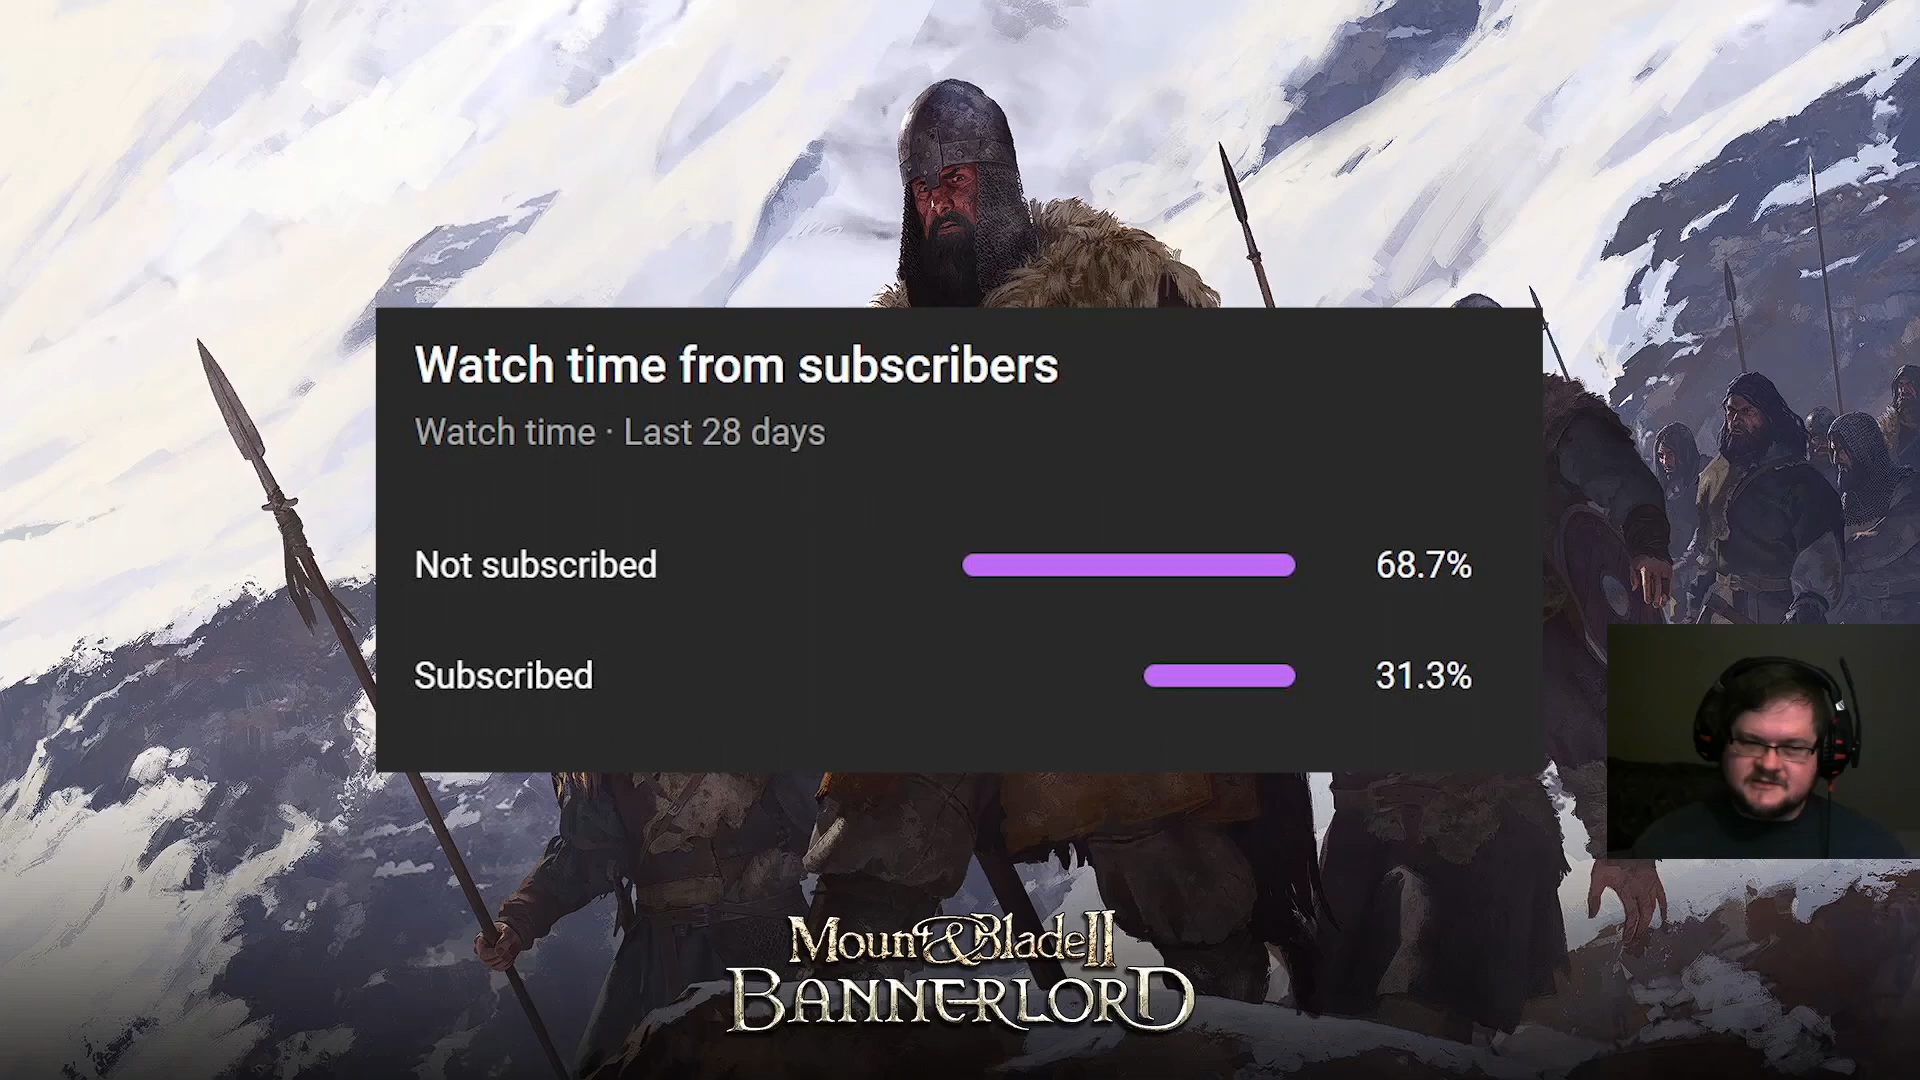 Watch time from subscribers
Watch time · Last 28 days
Not subscribed 68.7%
Subscribed 31.3%
Mount & Blade II
BANNERLORD